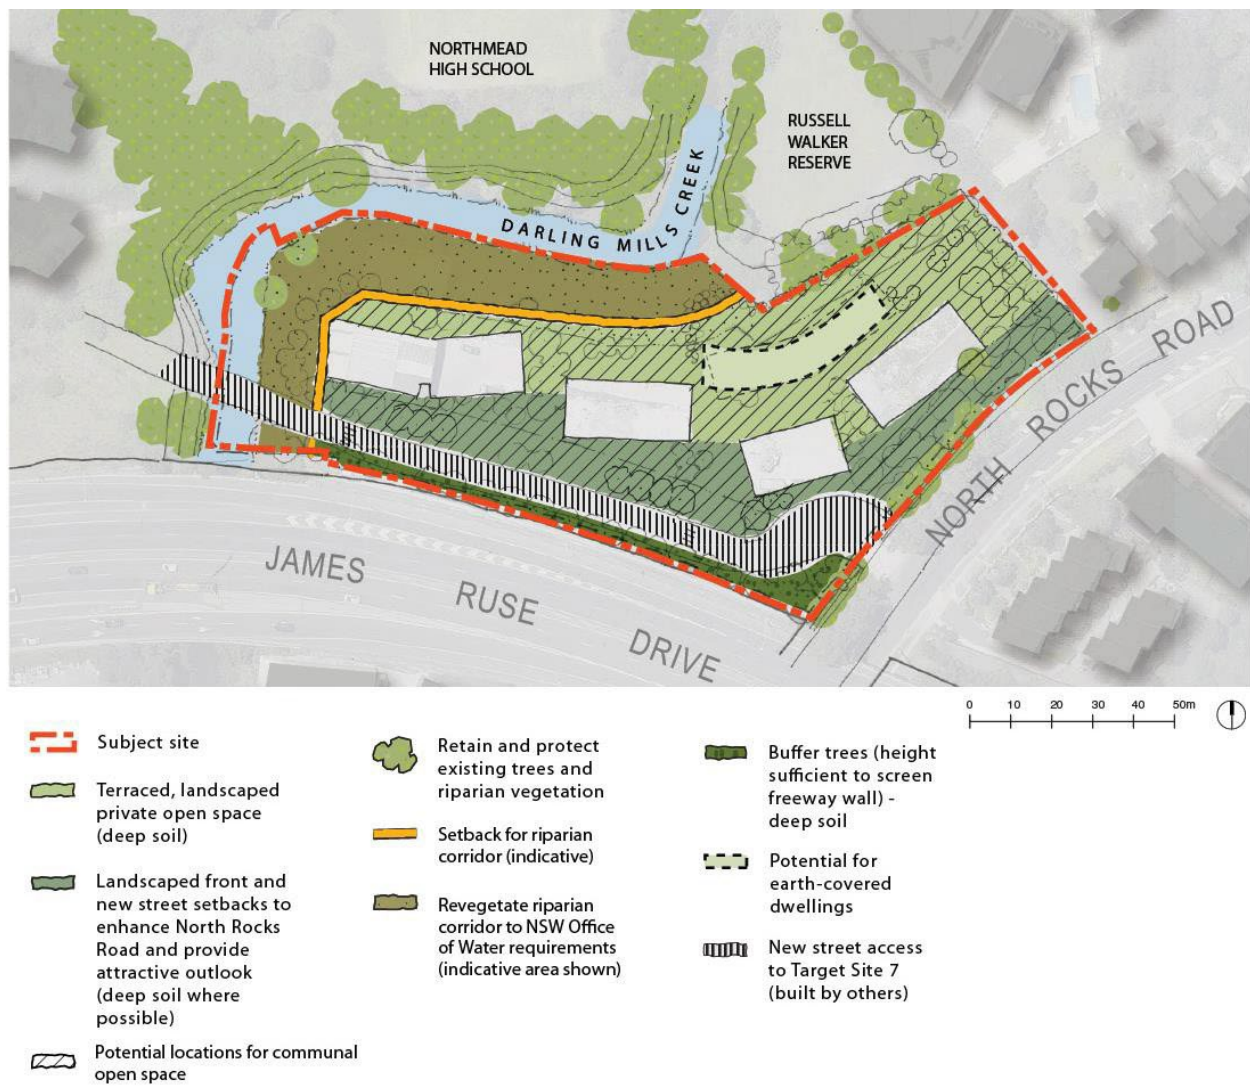 NORTHMEAD
HIGH SCHOOL
RUSSELL
WALKER
RESERVE
DARLING MILLS CREEK
NORTH ROCKS ROAD
JAMES RUSE DRIVE
0 10 20 30 40 50m
Subject site
Terraced, landscaped
private open space
(deep soil)
Landscaped front and
new street setbacks to
enhance North Rocks
Road and provide
attractive outlook
(deep soil where
possible)
Potential locations for communal
open space
Retain and protect
existing trees and
riparian vegetation
Setback for riparian
corridor (indicative)
Revegetate riparian
corridor to NSW Office
of Water requirements
(indicative area shown)
Buffer trees (height
sufficient to screen
freeway wall) -
deep soil
Potential for
earth-covered
dwellings
New street access
to Target Site 7
(built by others)